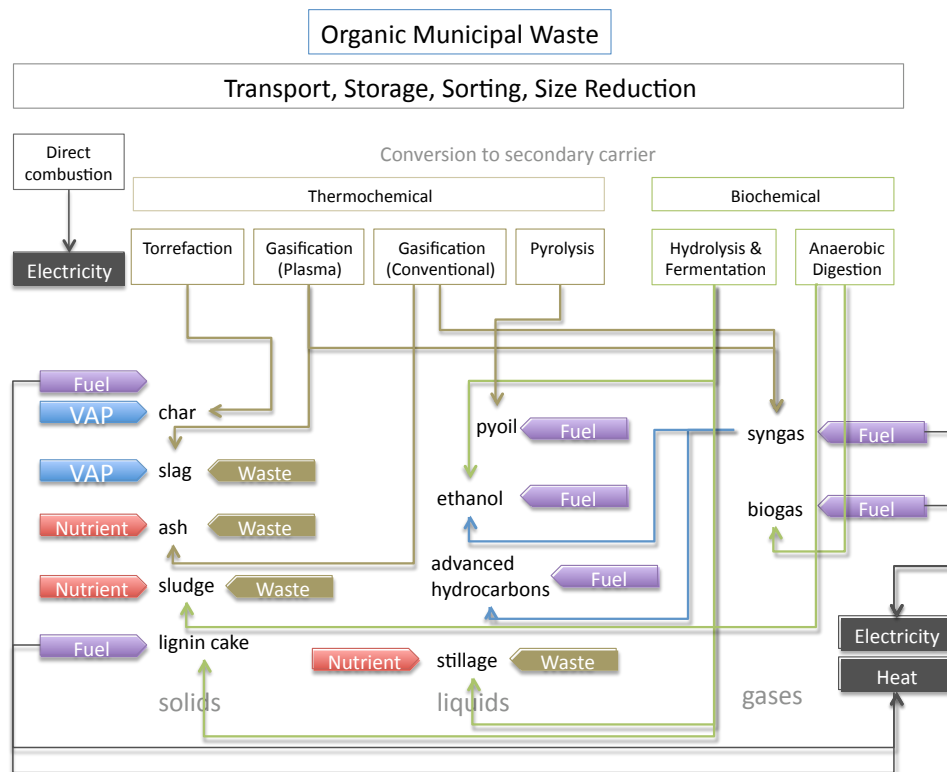 Organic Municipal Waste
Transport, Storage, Sorting, Size Reduction
Direct
combustion
Conversion to secondary carrier
Thermochemical
Biochemical
Electricity
Torrefaction
Gasification
(Plasma)
Gasification
(Conventional)
Pyrolysis
Hydrolysis &
Fermentation
Anaerobic
Digestion
Fuel
VAP
char
pyoil
Fuel
syngas
Fuel
VAP
slag
Waste
ethanol
Fuel
biogas
Fuel
Nutrient
ash
Waste
advanced
hydrocarbons
Fuel
Nutrient
sludge
Waste
Fuel
lignin cake
Nutrient
stillage
Waste
Electricity
Heat
solids
liquids
gases